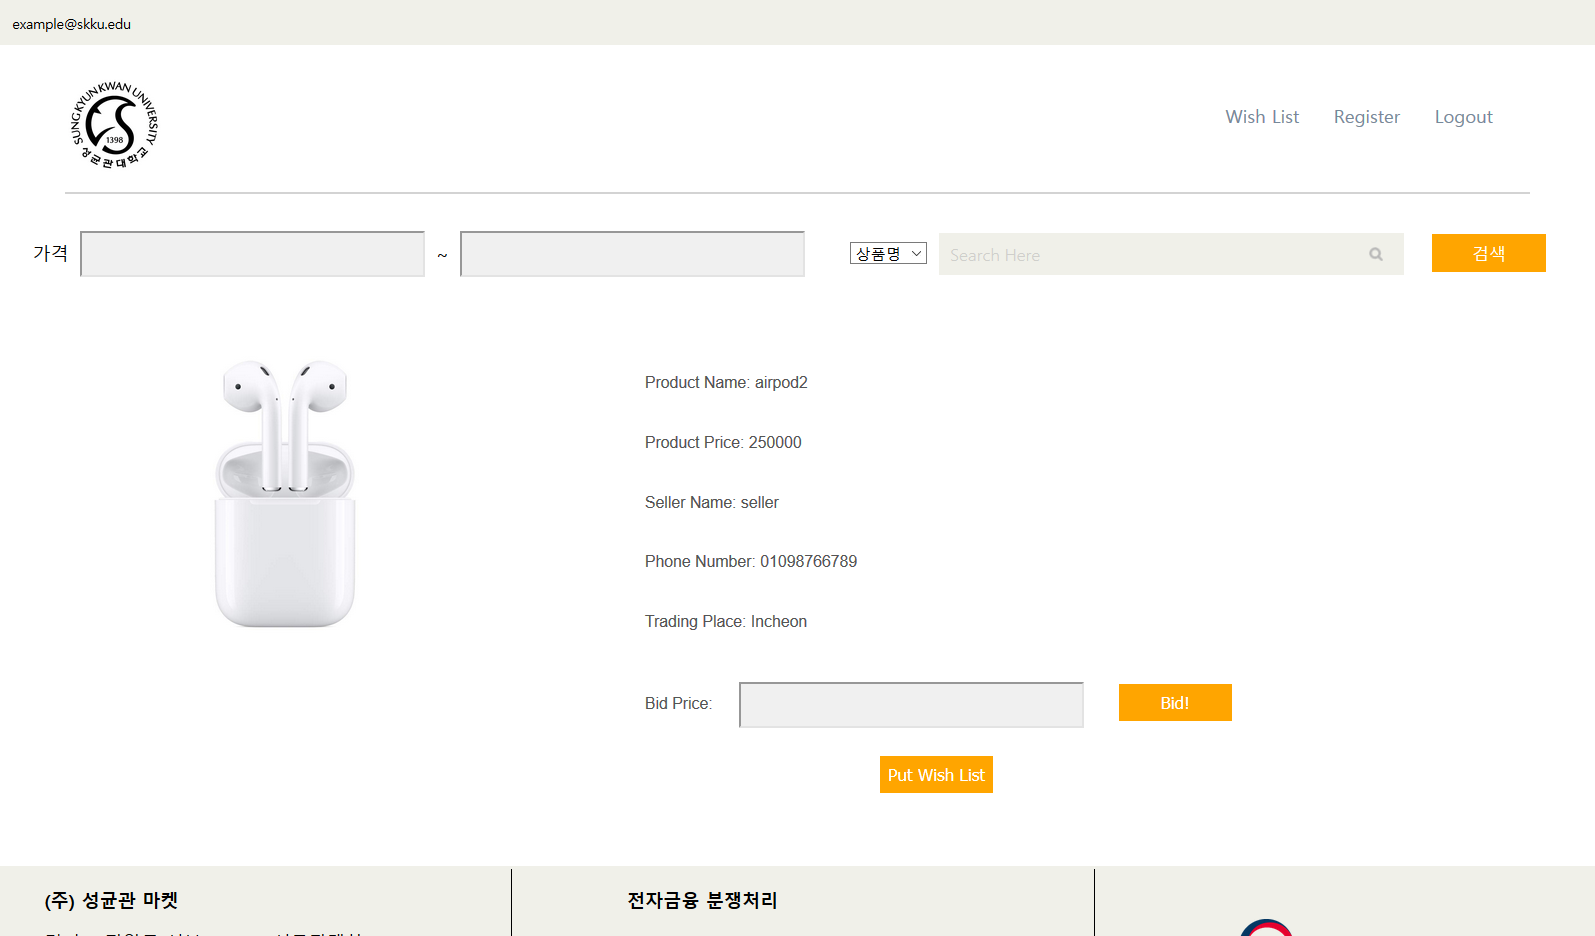 example@skku.edu
SUNGKYUNKWAN UNIVERSITY
1398
성균관대학교
Wish List Register Logout
가격 ~ 상품명 Search Here 검색
Product Name: airpod2
Product Price: 250000
Seller Name: seller
Phone Number: 01098766789
Trading Place: Incheon
Bid Price: Bid!
Put Wish List
(주) 성균관 마켓 전자금융 분쟁처리